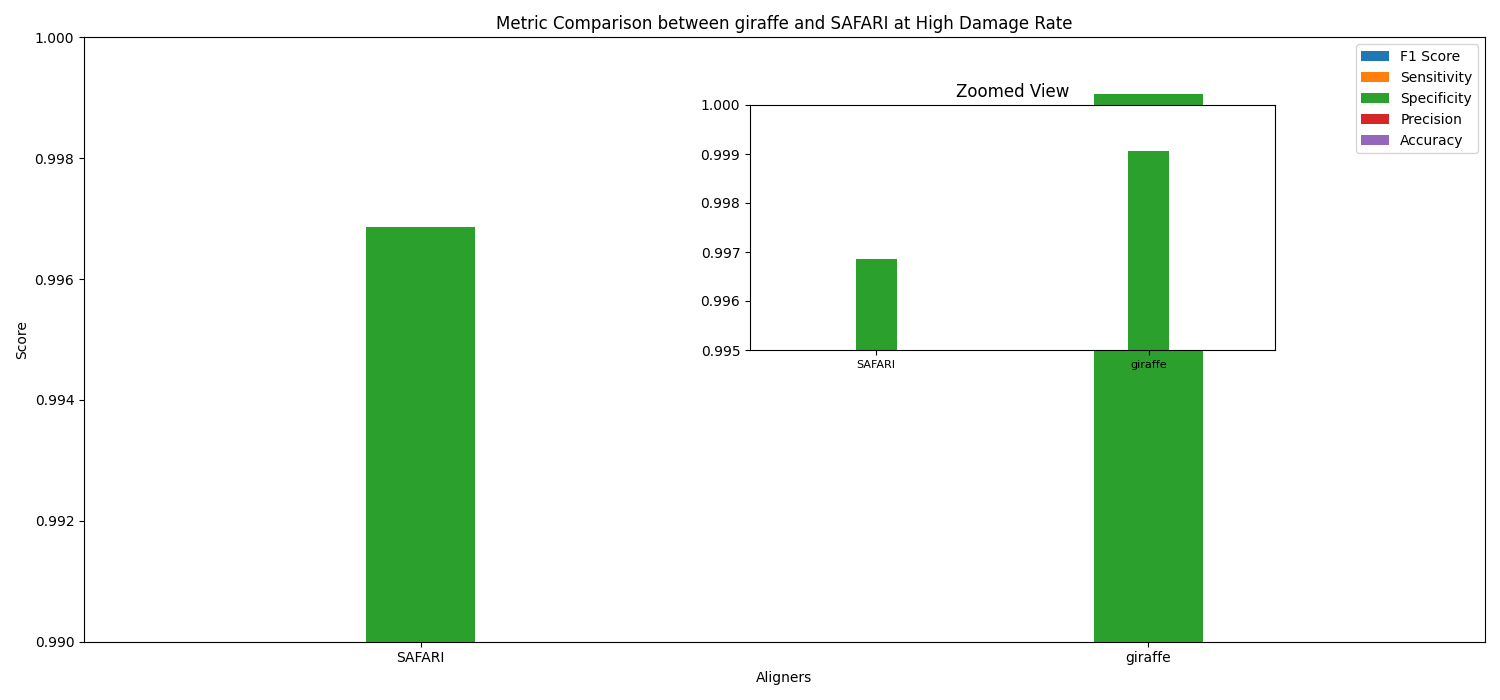 Metric Comparison between giraffe and SAFARI at High Damage Rate
1.000
0.998
0.996
0.994
0.992
0.990
Score
SAFARI
giraffe
Aligners
F1 Score
Sensitivity
Specificity
Precision
Accuracy
Zoomed View
1.000
0.999
0.998
0.997
0.996
0.995
SAFARI
giraffe